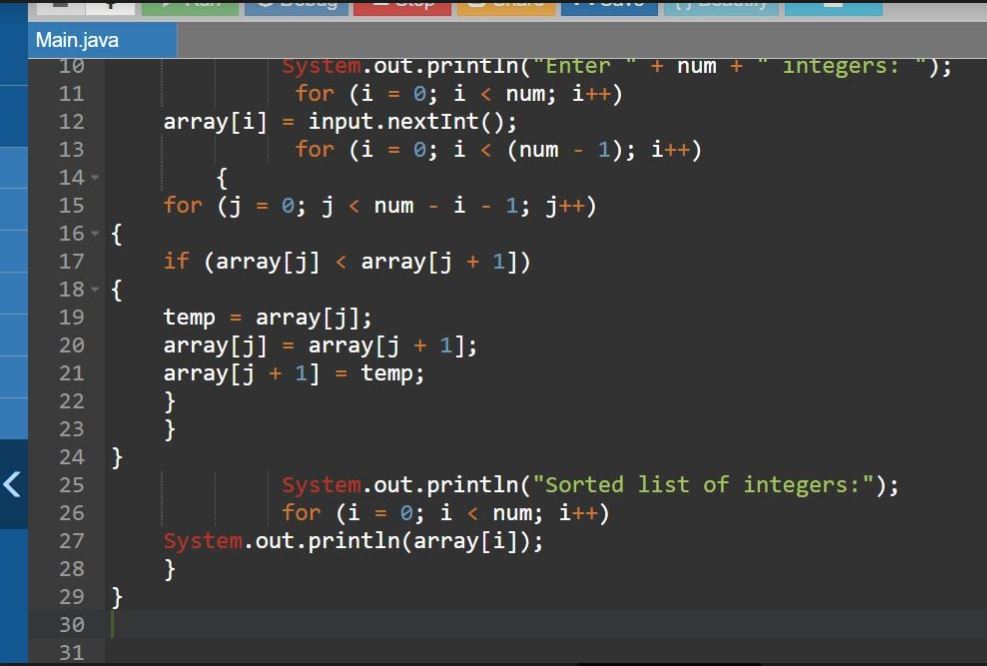 Run Debug Stop Share Save {} Beautify
Main.java
10 System.out.println("Enter " + num + " integers: ");
11 for (i = 0; i < num; i++)
12 array[i] = input.nextInt();
13 for (i = 0; i < (num - 1); i++)
14 {
15 for (j = 0; j < num - i - 1; j++)
16 {
17 if (array[j] < array[j + 1])
18 {
19 temp = array[j];
20 array[j] = array[j + 1];
21 array[j + 1] = temp;
22 }
23 }
24 }
25 System.out.println("Sorted list of integers:");
26 for (i = 0; i < num; i++)
27 System.out.println(array[i]);
28 }
29 }
30
31